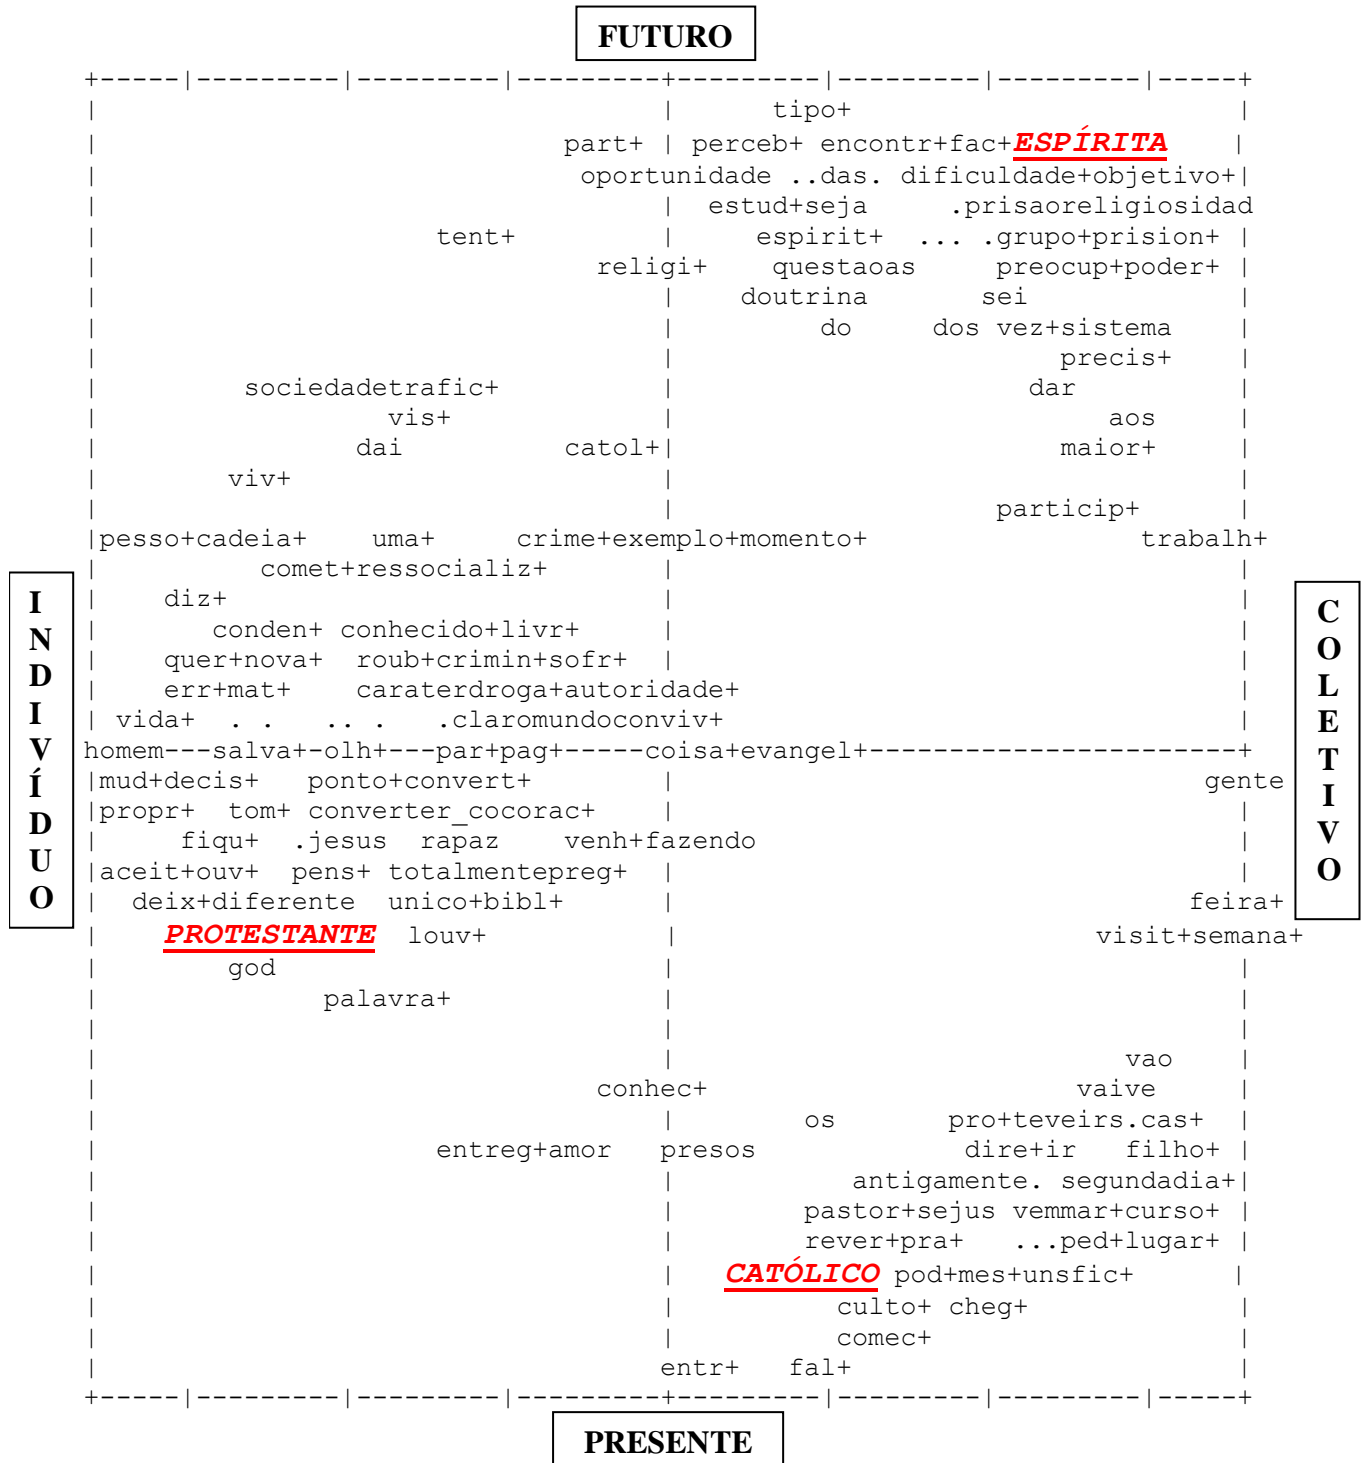 FUTURO
+-----|---------|---------|---------+---------|---------|---------|-----+
| | tipo+ |
| part+ | perceb+ encontr+fac+ESPÍRITA |
| oportunidade ..das. dificuldade+objetivo+|
| | estud+seja .prisaoreligiosidad
| tent+ | espirit+ ... .grupo+prision+ |
| religi+ questaoas preocup+poder+ |
| | doutrina sei |
| | do dos vez+sistema |
| | precis+ |
| sociedadetrafic+ | dar |
| vis+ | aos |
| dai catol+| maior+ |
| viv+ | |
| | particip+ |
|pesso+cadeia+ uma+ crime+exemplo+momento+ trabalh+
| comet+ressocializ+ | |
| diz+ | |
| conden+ conhecido+livr+ | |
| quer+nova+ roub+crimin+sofr+ | |
| err+mat+ caraterdroga+autoridade+ |
| vida+ . . .. . .claromundoconviv+ |
homem---salva+-olh+---par+pag+-----coisa+evangel+-----------------------+
|mud+decis+ ponto+convert+ | gente
|propr+ tom+ converter_cocorac+ | |
| fiqu+ .jesus rapaz venh+fazendo |
|aceit+ouv+ pens+ totalmentepreg+ | |
| deix+diferente unico+bibl+ | feira+
| PROTESTANTE louv+ | visit+semana+
| god | |
| palavra+ | |
| | |
| | vao |
| conhec+ vaive |
| | os pro+teveirs.cas+ |
| entreg+amor presos dire+ir filho+ |
| | antigamente. segundadia+|
| | pastor+sejus vemmar+curso+ |
| | rever+pra+ ...ped+lugar+ |
| | CATÓLICO pod+mes+unsfic+ |
| | culto+ cheg+ |
| | comec+ |
| entr+ fal+ |
+-----|---------|---------|---------+---------|---------|---------|-----+
INDIVÍDUO
COLETIVO
PRESENTE